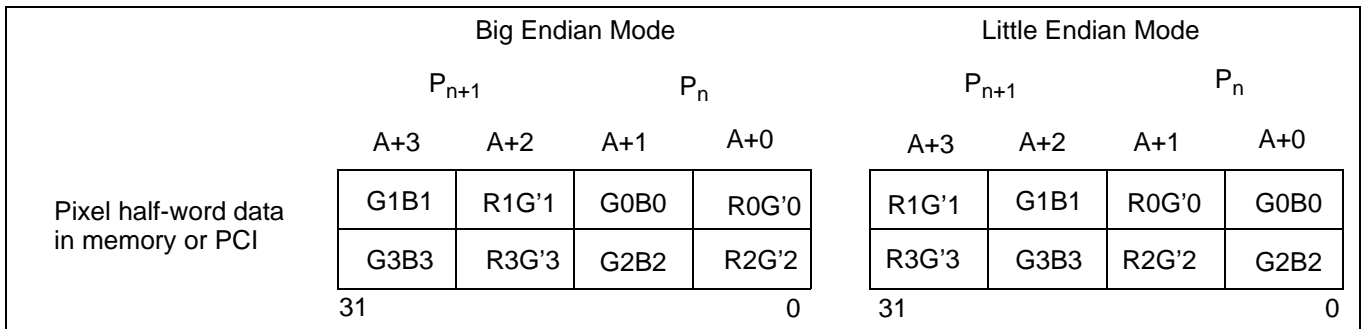 Big Endian Mode Little Endian Mode
Pn+1 Pn Pn+1 Pn
A+3 A+2 A+1 A+0 A+3 A+2 A+1 A+0
G1B1 R1G'1 G0B0 R0G'0 R1G'1 G1B1 R0G'0 G0B0
Pixel half-word data
in memory or PCI
G3B3 R3G'3 G2B2 R2G'2 R3G'3 G3B3 R2G'2 G2B2
31 0 31 0